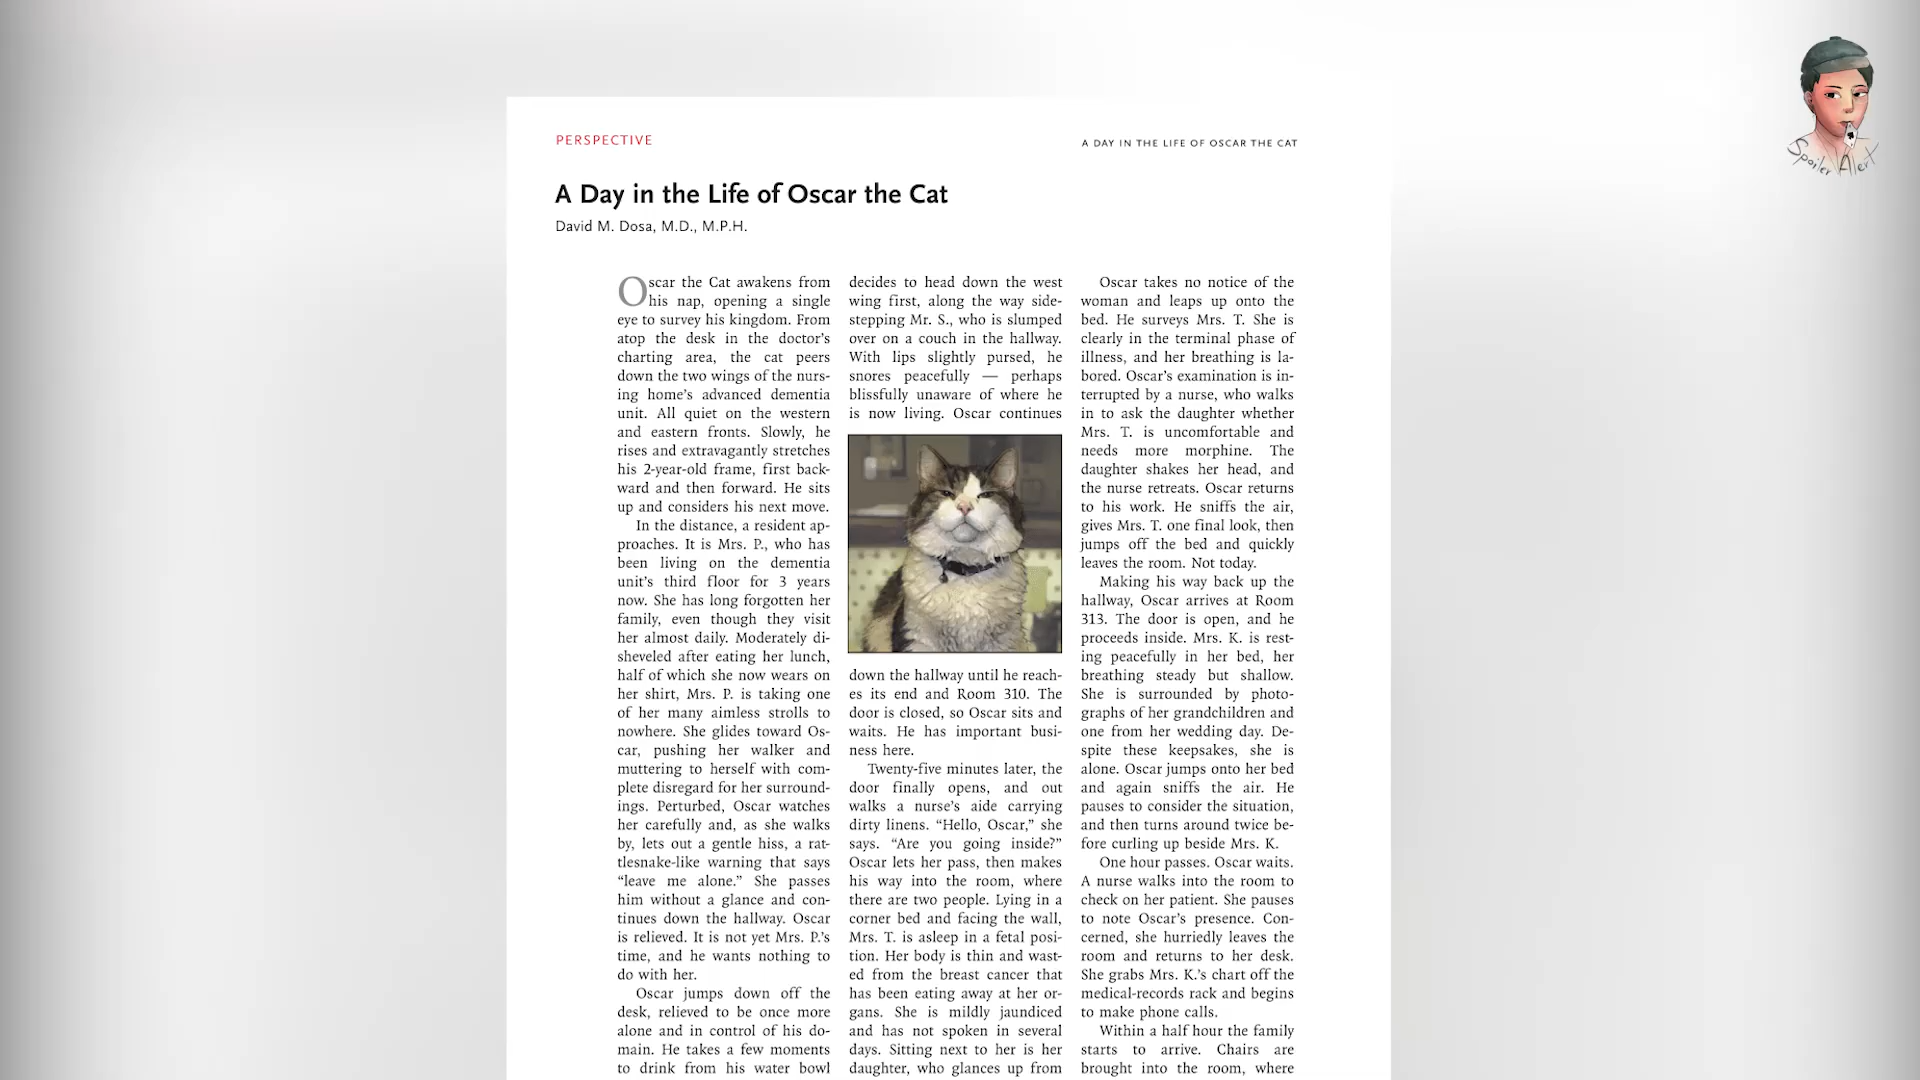 PERSPECTIVE
A DAY IN THE LIFE OF OSCAR THE CAT
A Day in the Life of Oscar the Cat
David M. Dosa, M.D., M.P.H.
Oscar the Cat awakens from
his nap, opening a single
eye to survey his kingdom. From
atop the desk in the doctor's
charting area, the cat peers
down the two wings of the nurs-
ing home's advanced dementia
unit. All quiet on the western
and eastern fronts. Slowly, he
rises and extravagantly stretches
his 2-year-old frame, first back-
ward and then forward. He sits
up and considers his next move.
In the distance, a resident ap-
proaches. It is Mrs. P., who has
been living on the dementia
unit's third floor for 3 years
now. She has long forgotten her
family, even though they visit
her almost daily. Moderately di-
sheveled after eating her lunch,
half of which she now wears on
her shirt, Mrs. P. is taking one
of her many aimless strolls to
nowhere. She glides toward Os-
car, pushing her walker and
muttering to herself with com-
plete disregard for her surround-
ings. Perturbed, Oscar watches
her carefully and, as she walks
by, lets out a gentle hiss, a rat-
tlesnake-like warning that says
“leave me alone.” She passes
him without a glance and con-
tinues down the hallway. Oscar
is relieved. It is not yet Mrs. P.'s
time, and he wants nothing to
do with her.
Oscar jumps down off the
desk, relieved to be once more
alone and in control of his do-
main. He takes a few moments
to drink from his water bowl
decides to head down the west
wing first, along the way side-
stepping Mr. S., who is slumped
over on a couch in the hallway.
With lips slightly pursed, he
snores peacefully — perhaps
blissfully unaware of where he
is now living. Oscar continues
down the hallway until he reach-
es its end and Room 310. The
door is closed, so Oscar sits and
waits. He has important busi-
ness here.
Twenty-five minutes later, the
door finally opens, and out
walks a nurse's aide carrying
dirty linens. “Hello, Oscar,” she
says. “Are you going inside?”
Oscar lets her pass, then makes
his way into the room, where
there are two people. Lying in a
corner bed and facing the wall,
Mrs. T. is asleep in a fetal posi-
tion. Her body is thin and wast-
ed from the breast cancer that
has been eating away at her or-
gans. She is mildly jaundiced
and has not spoken in several
days. Sitting next to her is her
daughter, who glances up from
Oscar takes no notice of the
woman and leaps up onto the
bed. He surveys Mrs. T. She is
clearly in the terminal phase of
illness, and her breathing is la-
bored. Oscar's examination is in-
terrupted by a nurse, who walks
in to ask the daughter whether
Mrs. T. is uncomfortable and
needs more morphine. The
daughter shakes her head, and
the nurse retreats. Oscar returns
to his work. He sniffs the air,
gives Mrs. T. one final look, then
jumps off the bed and quickly
leaves the room. Not today.
Making his way back up the
hallway, Oscar arrives at Room
313. The door is open, and he
proceeds inside. Mrs. K. is rest-
ing peacefully in her bed, her
breathing steady but shallow.
She is surrounded by photo-
graphs of her grandchildren and
one from her wedding day. De-
spite these keepsakes, she is
alone. Oscar jumps onto her bed
and again sniffs the air. He
pauses to consider the situation,
and then turns around twice be-
fore curling up beside Mrs. K.
One hour passes. Oscar waits.
A nurse walks into the room to
check on her patient. She pauses
to note Oscar's presence. Con-
cerned, she hurriedly leaves the
room and returns to her desk.
She grabs Mrs. K.'s chart off the
medical-records rack and begins
to make phone calls.
Within a half hour the family
starts to arrive. Chairs are
brought into the room, where
Spoiler Alert